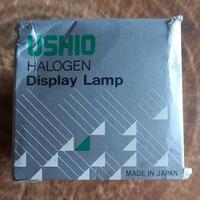 USHIO
HALOGEN
Display Lamp
MADE IN JAPAN